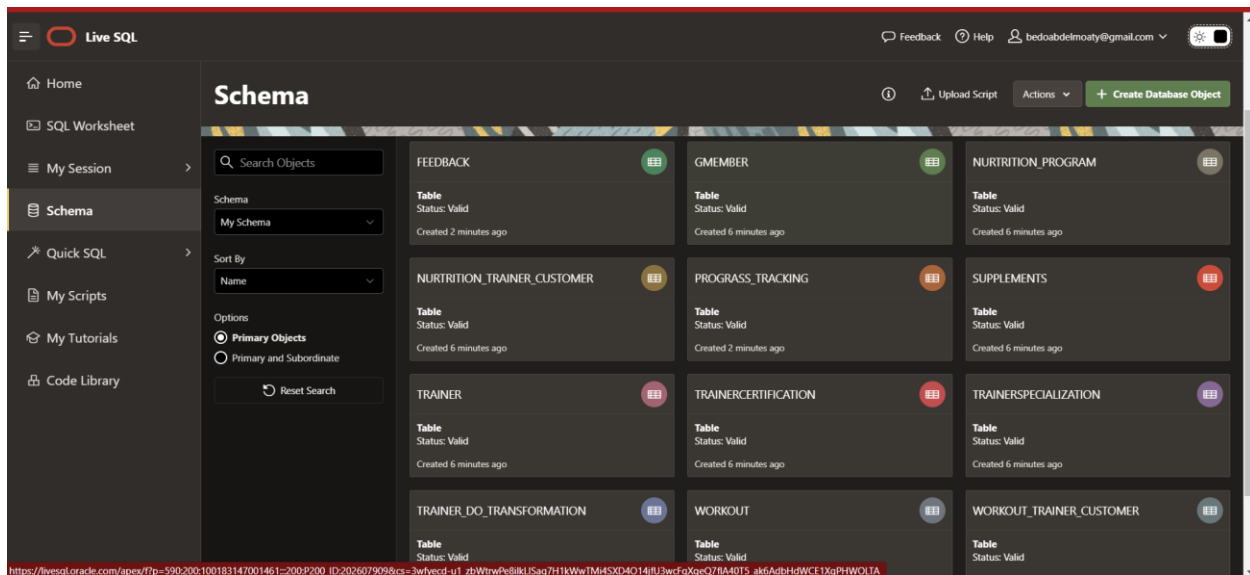 Live SQL
Feedback Help bedoabdelmoaty@gmail.com
Home
SQL Worksheet
My Session
Schema
Quick SQL
My Scripts
My Tutorials
Code Library
Schema
Upload Script Actions + Create Database Object
Search Objects
Schema
My Schema
Sort By
Name
Options
Primary Objects
Primary and Subordinate
Reset Search
FEEDBACK
Table
Status: Valid
Created 2 minutes ago
GMEMBER
Table
Status: Valid
Created 6 minutes ago
NURTRITION_PROGRAM
Table
Status: Valid
Created 6 minutes ago
NURTRITION_TRAINER_CUSTOMER
Table
Status: Valid
Created 6 minutes ago
PROGRASS_TRACKING
Table
Status: Valid
Created 2 minutes ago
SUPPLEMENTS
Table
Status: Valid
Created 6 minutes ago
TRAINER
Table
Status: Valid
Created 6 minutes ago
TRAINERCERTIFICATION
Table
Status: Valid
Created 6 minutes ago
TRAINERSPECIALIZATION
Table
Status: Valid
Created 6 minutes ago
TRAINER_DO_TRANSFORMATION
Table
Status: Valid
WORKOUT
Table
Status: Valid
WORKOUT_TRAINER_CUSTOMER
Table
Status: Valid